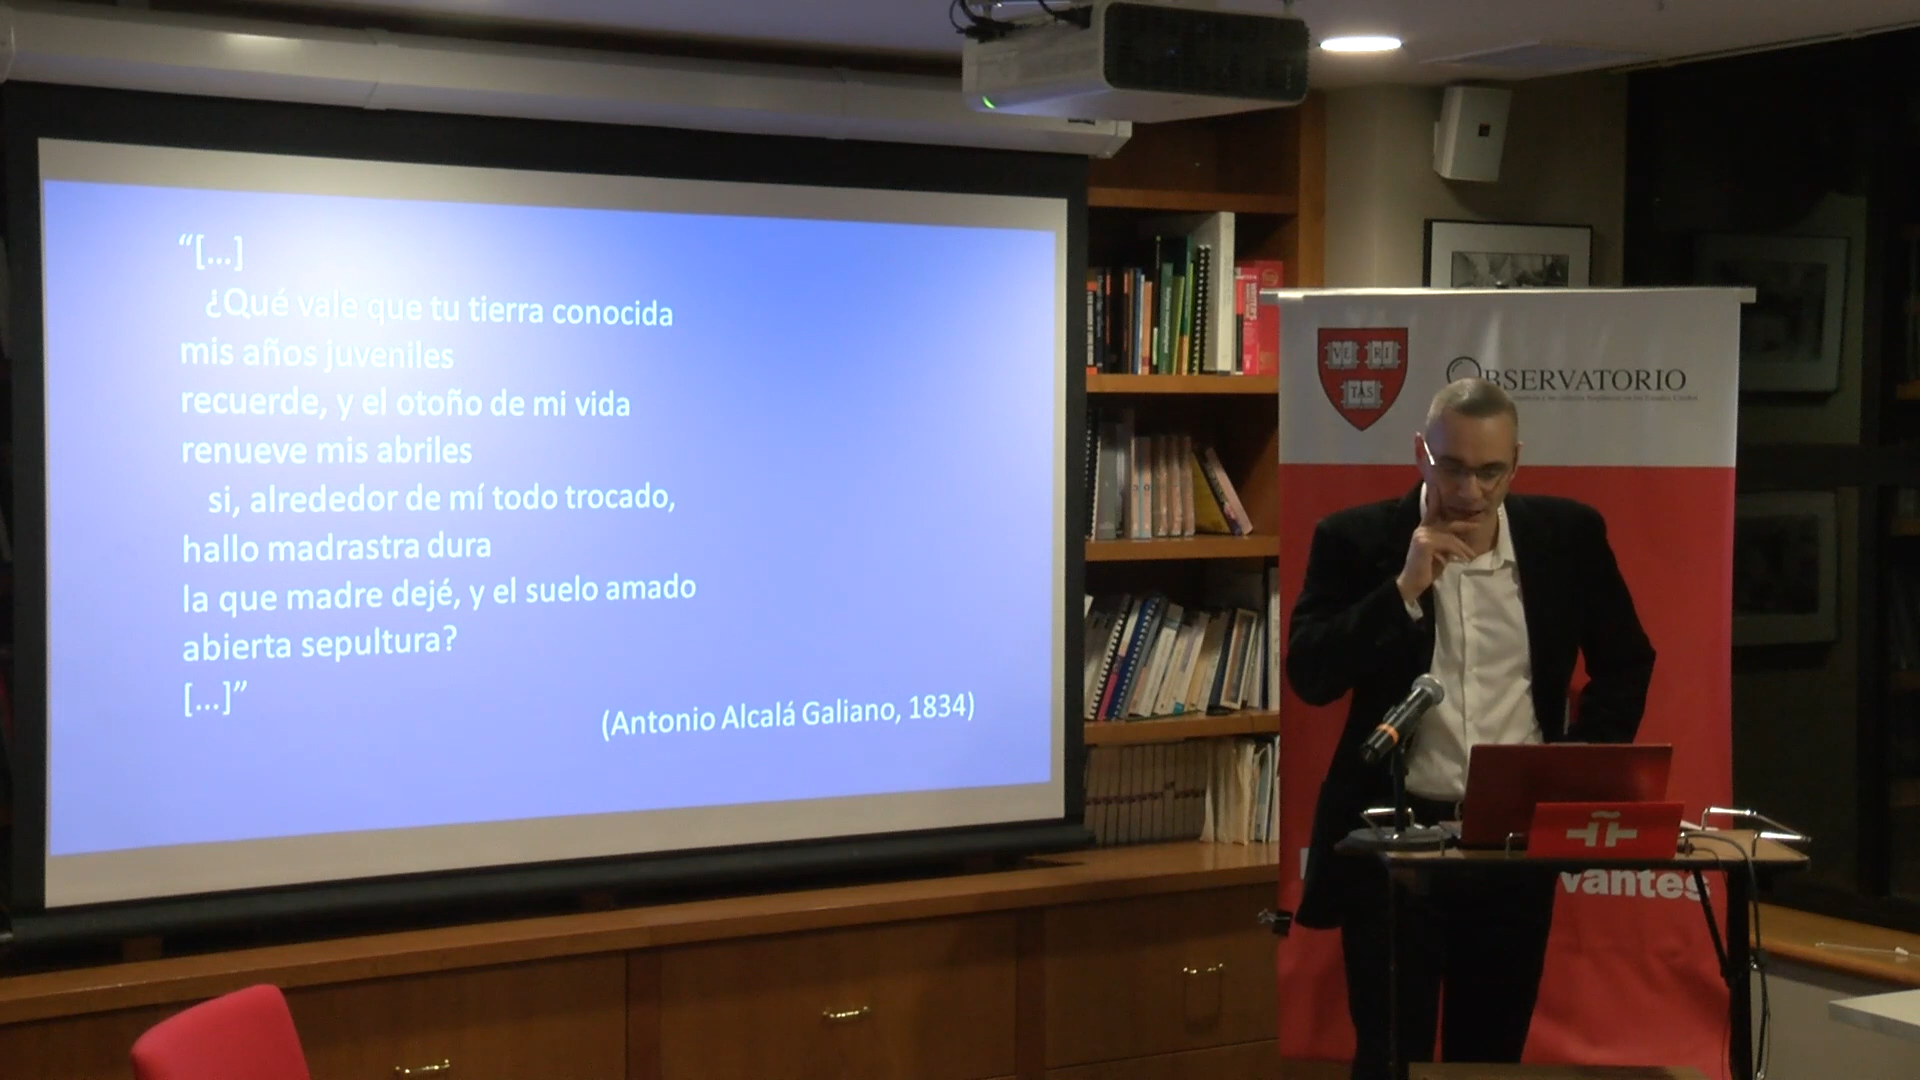 “[...]
¿Qué vale que tu tierra conocida
mis años juveniles
recuerde, y el otoño de mi vida
renueve mis abriles
si, alrededor de mí todo trocado,
hallo madrastra dura
la que madre dejé, y el suelo amado
abierta sepultura?
[...]”
(Antonio Alcalá Galiano, 1834)
VE RI
TAS
OBSERVATORIO
vantes